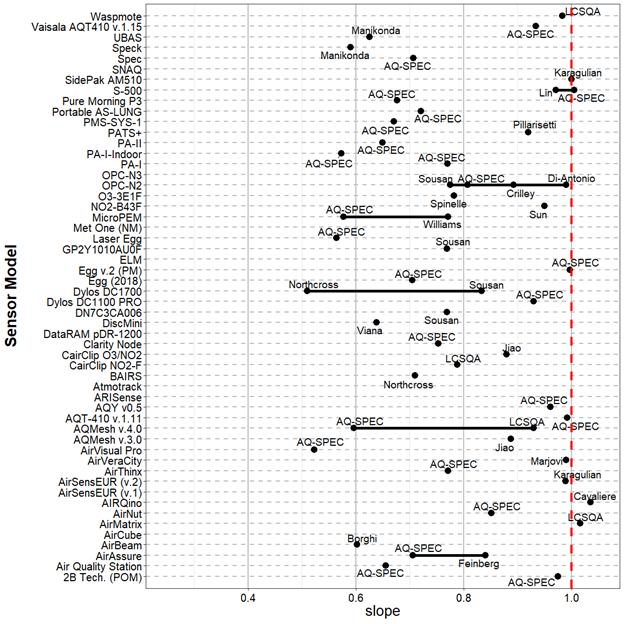 Waspmote LCSQA
Vaisala AQT410 v.1.15 AQ-SPEC
UBAS Manikonda
Speck Manikonda
Spec AQ-SPEC
SNAQ
SidePak AM510 Karagulian
S-500 Lin AQ-SPEC
Pure Morning P3 AQ-SPEC
Portable AS-LUNG AQ-SPEC
PMS-SYS-1 AQ-SPEC
PATS+ Pillarisetti
PA-II AQ-SPEC
PA-I-Indoor AQ-SPEC
PA-I AQ-SPEC
OPC-N3
OPC-N2 Sousan AQ-SPEC Crilley Di-Antonio
O3-3E1F Spinelle
NO2-B43F Sun
MicroPEM AQ-SPEC Williams
Met One (NM)
Laser Egg AQ-SPEC
GP2Y1010AU0F Sousan
ELM
Egg v.2 (PM) AQ-SPEC
Egg (2018) AQ-SPEC
Dylos DC1700 Northcross Sousan
Dylos DC1100 PRO AQ-SPEC
DN7C3CA006 Sousan
DiscMini Viana
DataRAM pDR-1200
Clarity Node AQ-SPEC
CairClip O3/NO2 Jiao
CairClip NO2-F LCSQA
BAIRS Northcross
Atmotrack
ARISense
AQY v0.5 AQ-SPEC
AQT-410 v.1.11 AQ-SPEC
AQMesh v.4.0 AQ-SPEC LCSQA
AQMesh v.3.0 Jiao
AirVisual Pro AQ-SPEC
AirVeraCity Marjovi
AirThinx AQ-SPEC
AirSensEUR (v.2) Karagulian
AirSensEUR (v.1)
AIRQino Cavaliere
AirNut AQ-SPEC
AirMatrix LCSQA
AirCube
AirBeam Borghi
AirAssure AQ-SPEC Feinberg
Air Quality Station AQ-SPEC
2B Tech. (POM) AQ-SPEC
0.4 0.6 0.8 1.0
slope
Sensor Model